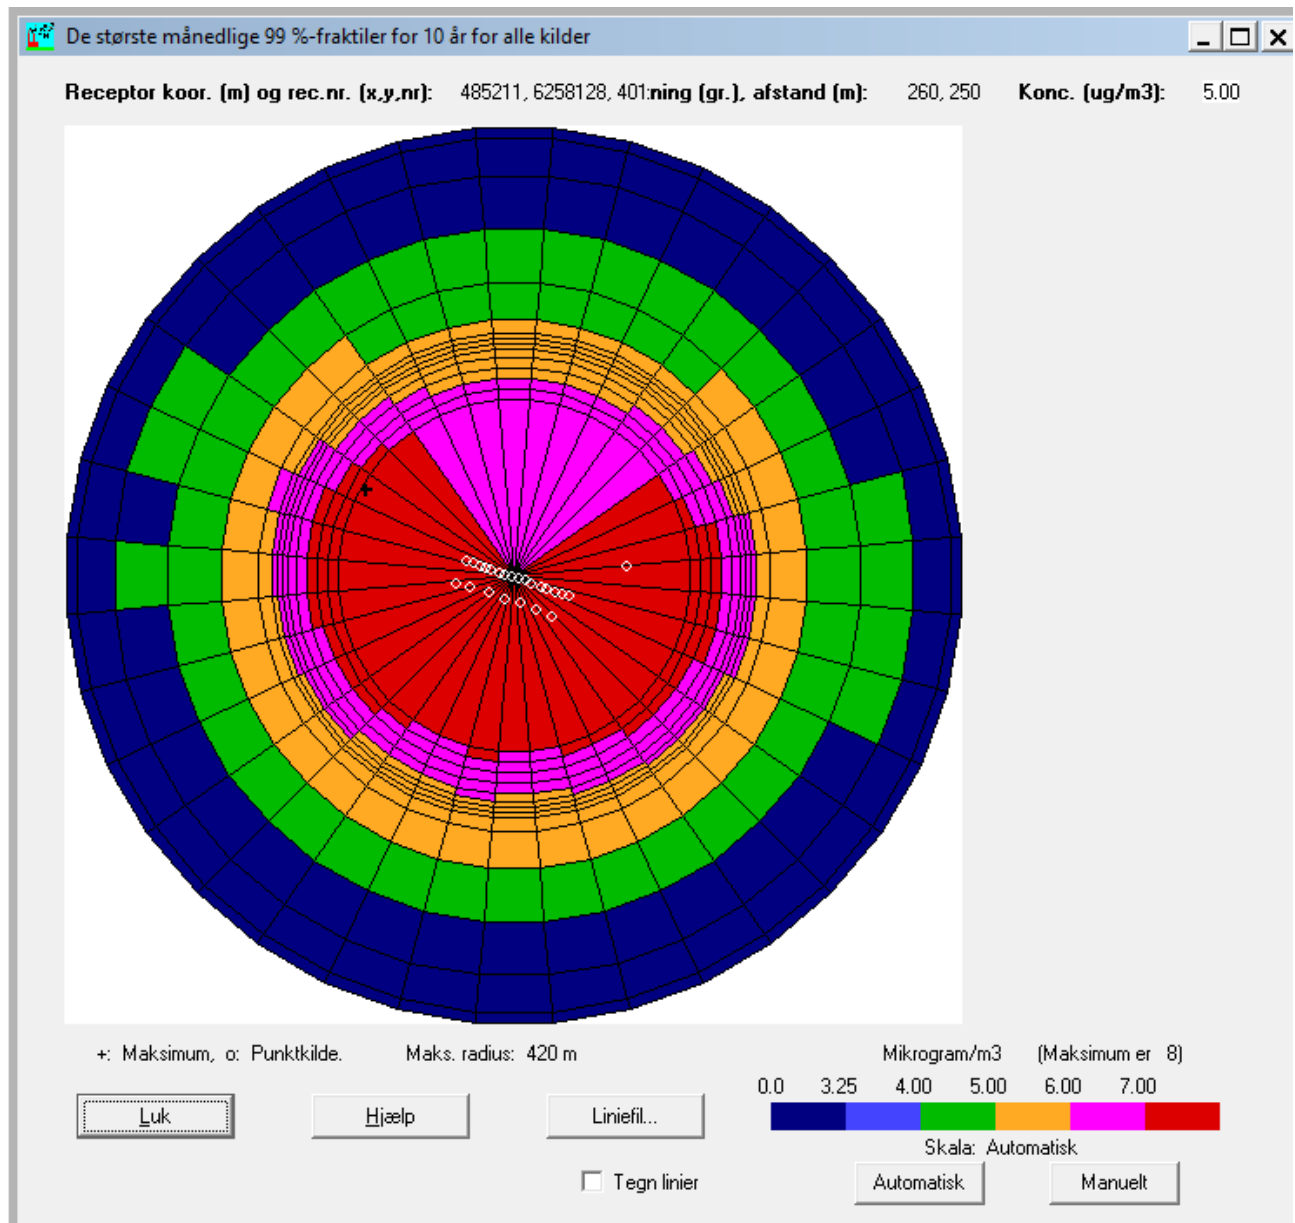 De største månedlige 99 %-fraktiler for 10 år for alle kilder
Receptor koor. (m) og rec.nr. (x,y,nr): 485211, 6258128, 401:ning (gr.), afstand (m): 260, 250 Konc. (ug/m3): 5.00
+: Maksimum, o: Punktkilde. Maks. radius: 420 m Mikrogram/m3 (Maksimum er 8)
0.0 3.25 4.00 5.00 6.00 7.00
Luk Hjælp Liniefil...
Skala: Automatisk
Tegn linier Automatisk Manuelt